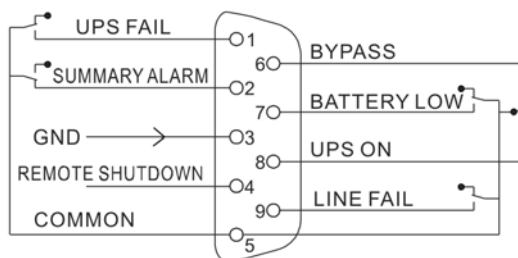 UPS FAIL
1
SUMMARY ALARM
2
GND
3
REMOTE SHUTDOWN
4
COMMON
5
6
BYPASS
7
BATTERY LOW
8
UPS ON
9
LINE FAIL